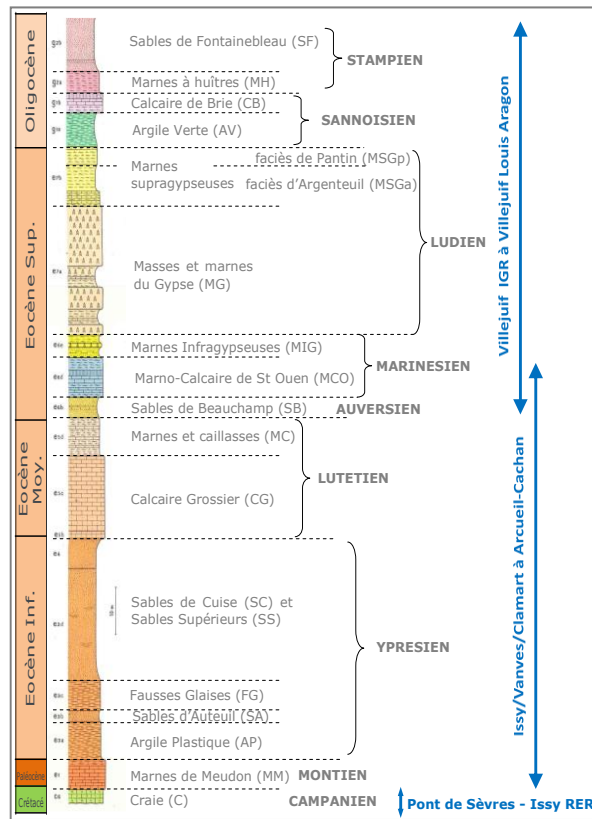 Oligocène
Sables de Fontainebleau (SF)
STAMPIEN
Marnes à huîtres (MH)
Calcaire de Brie (CB)
SANNOISIEN
Argile Verte (AV)
Eocène Sup.
Marnes supragypseuses
faciès de Pantin (MSGp)
faciès d'Argenteuil (MSGa)
LUDIEN
Masses et marnes
du Gypse (MG)
Marnes Infragypseuses (MIG)
MARINESIEN
Marno-Calcaire de St Ouen (MCO)
Sables de Beauchamp (SB)
AUVERSIEN
Eocène
Moy.
Marnes et caillasses (MC)
LUTETIEN
Calcaire Grossier (CG)
Eocène Inf.
Sables de Cuise (SC) et
Sables Supérieurs (SS)
YPRESIEN
Fausses Glaises (FG)
Sables d'Auteuil (SA)
Argile Plastique (AP)
Paléocène
Marnes de Meudon (MM)
MONTIEN
Crétacé
Craie (C)
CAMPANIEN
Villejuif IGR à Villejuif Louis Aragon
Issy/Vanves/Clamart à Arcueil-Cachan
Pont de Sèvres - Issy RER